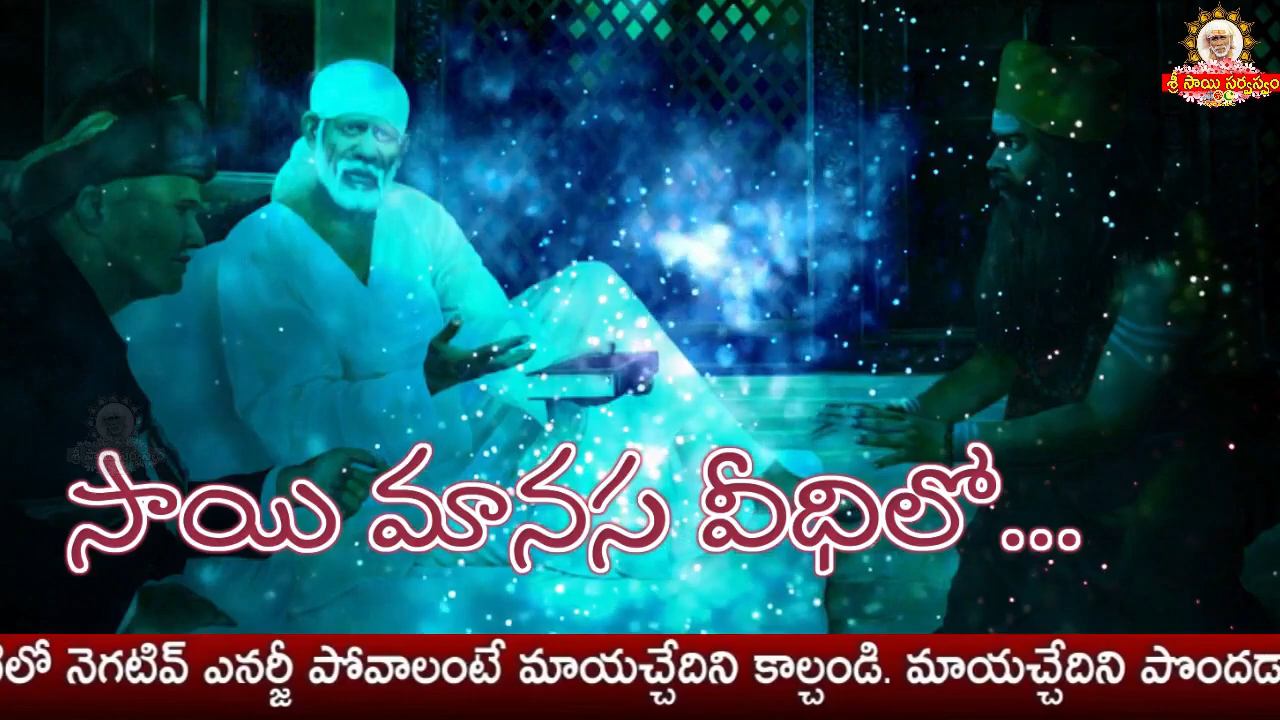 శ్రీ సాయి సర్వస్వం
సాయి మానస వీధిలో...
లో నెగటివ్ ఎనర్జీ పోవాలంటే మాయచ్ఛేదిని కాల్చండి. మాయచ్ఛేదిని పొందడా